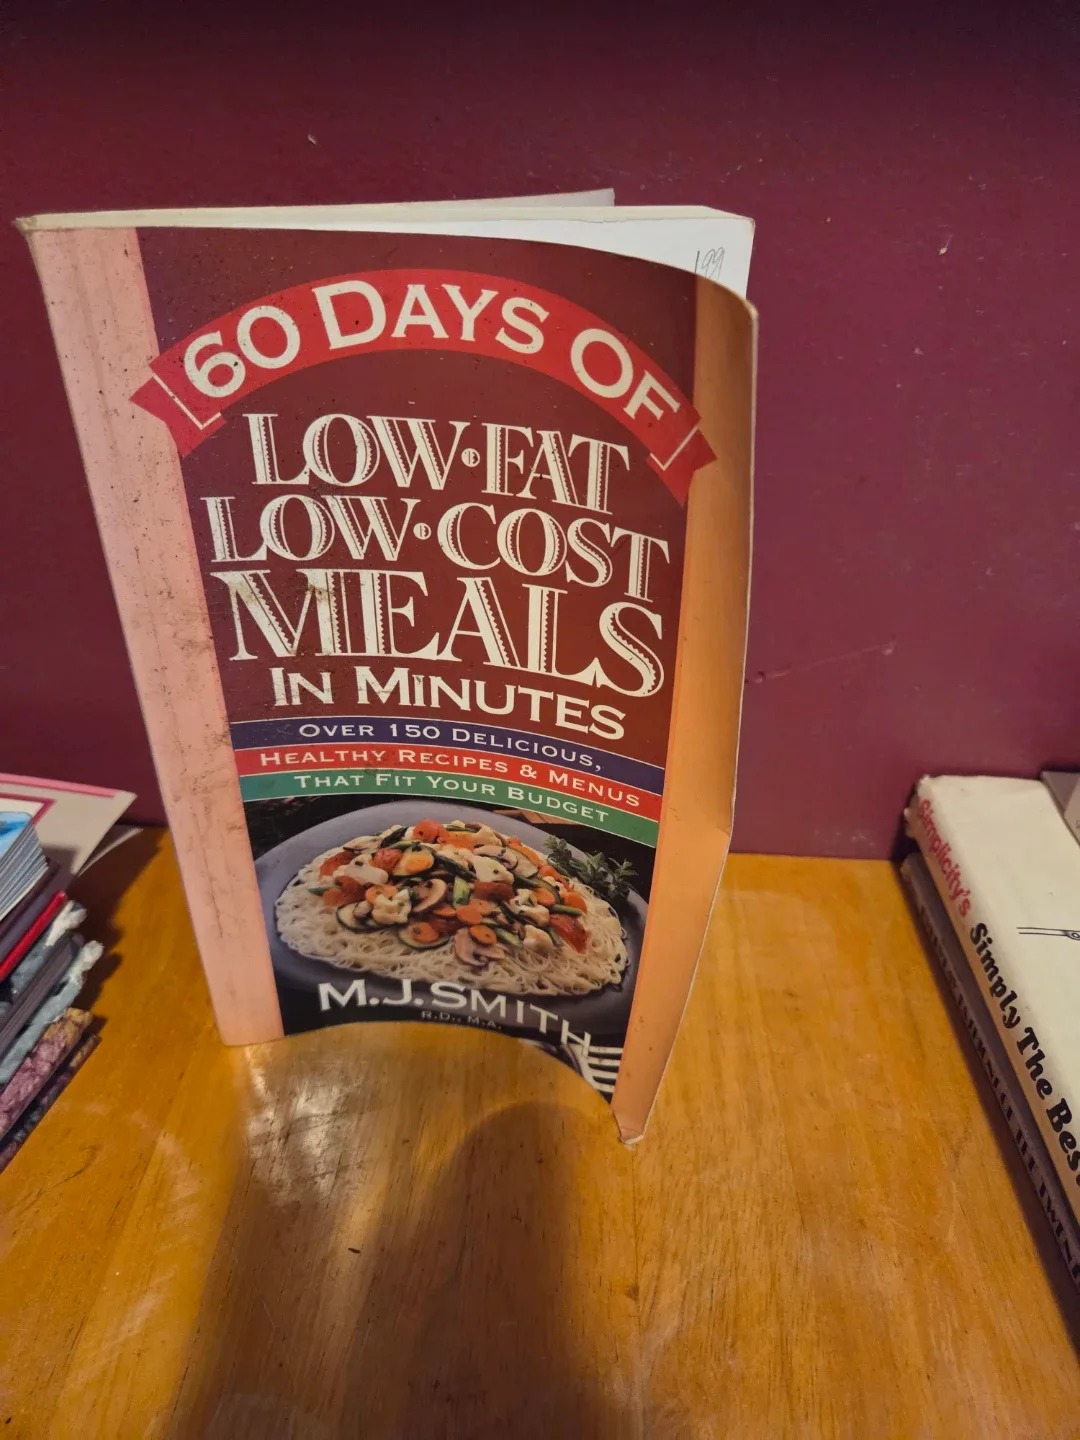 199
60 DAYS OF
LOW-FAT
LOW-COST
MEALS
IN MINUTES
OVER 150 DELICIOUS,
HEALTHY RECIPES & MENUS
THAT FIT YOUR BUDGET
M.J. SMITH
R.D., M.A.
Simplicity's Simply The Best